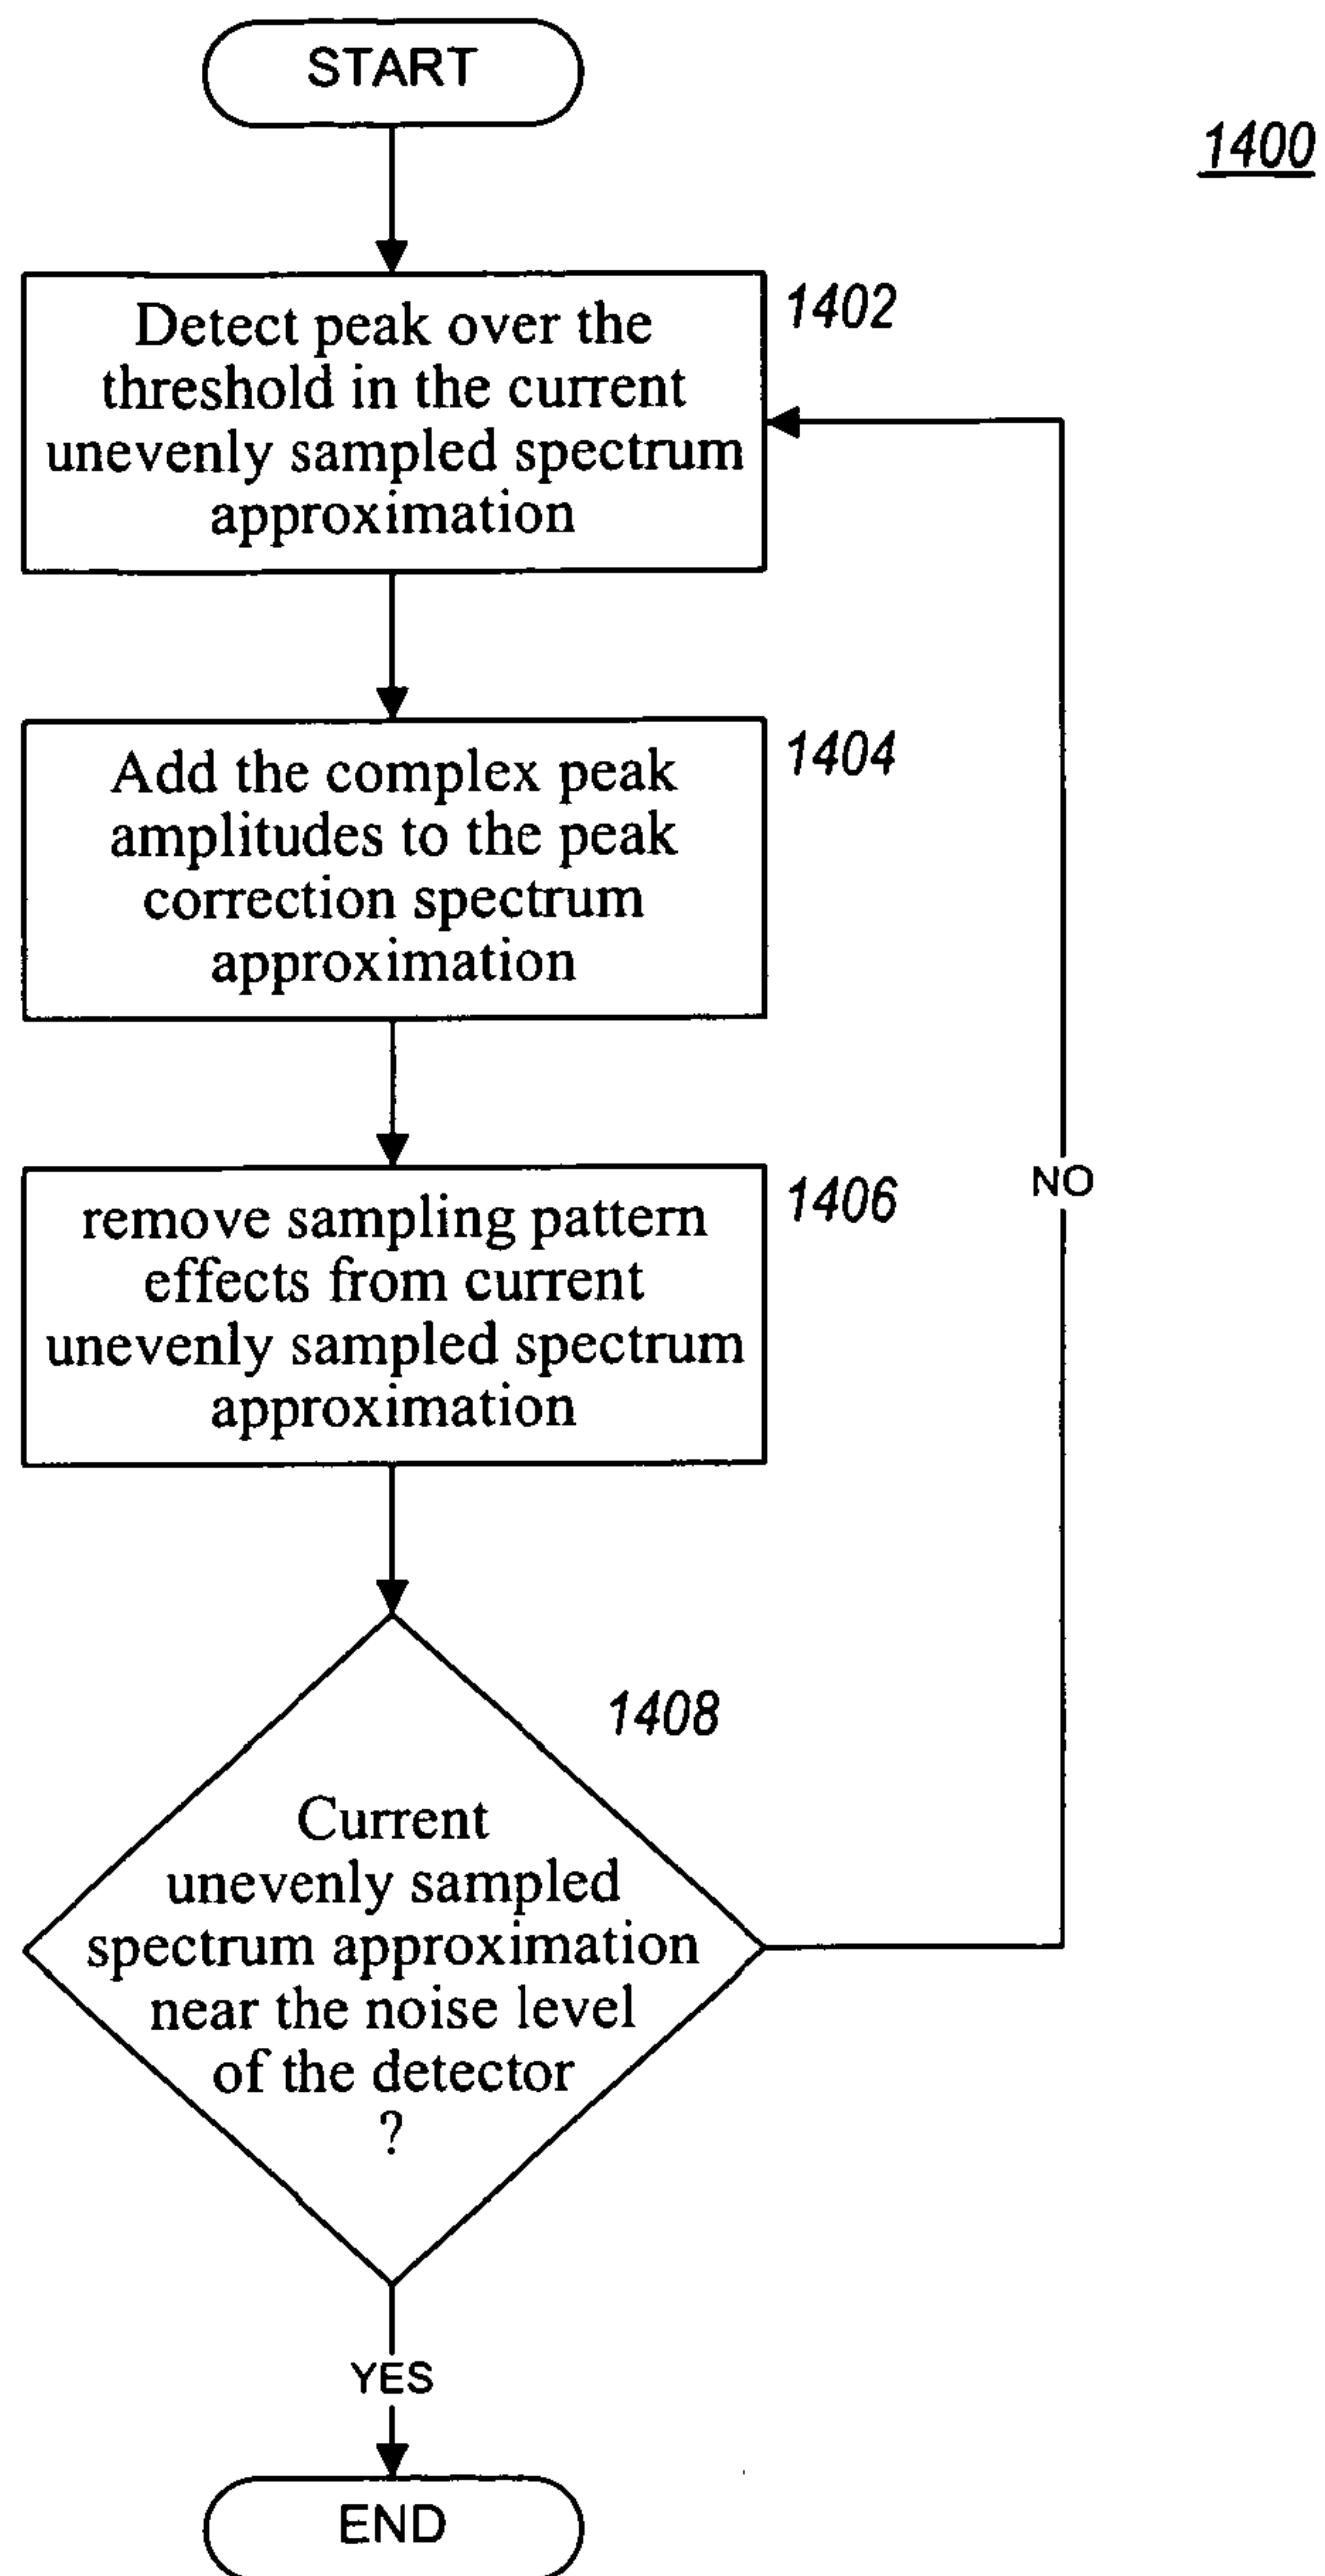 START
1400
1402
Detect peak over the
threshold in the current
unevenly sampled spectrum
approximation
1404
Add the complex peak
amplitudes to the peak
correction spectrum
approximation
1406
remove sampling pattern
effects from current
unevenly sampled spectrum
approximation
NO
1408
Current
unevenly sampled
spectrum approximation
near the noise level
of the detector
?
YES
END